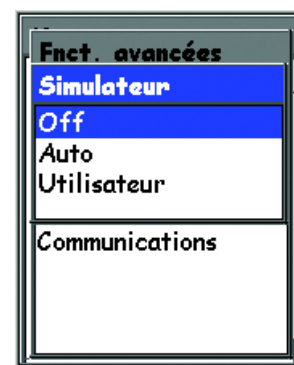 Fnct. avancées
Simulateur
Off
Auto
Utilisateur
Communications